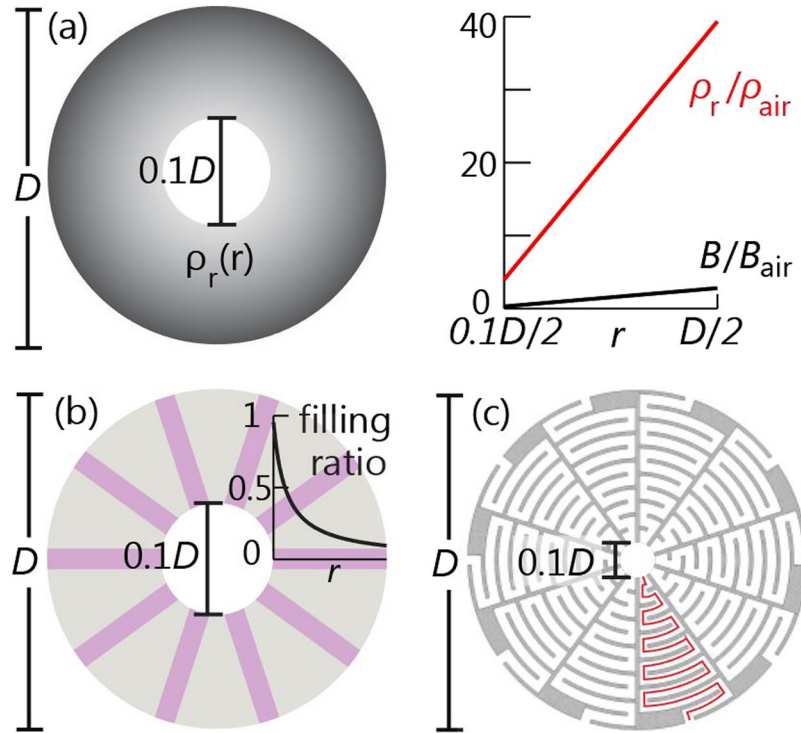 (a)
D
0.1D
ρr(r)
40
20
0
ρr/ρair
B/Bair
0.1D/2
r
D/2
(b)
D
0.1D
1
0.5
0
filling
ratio
r
(c)
D
0.1D